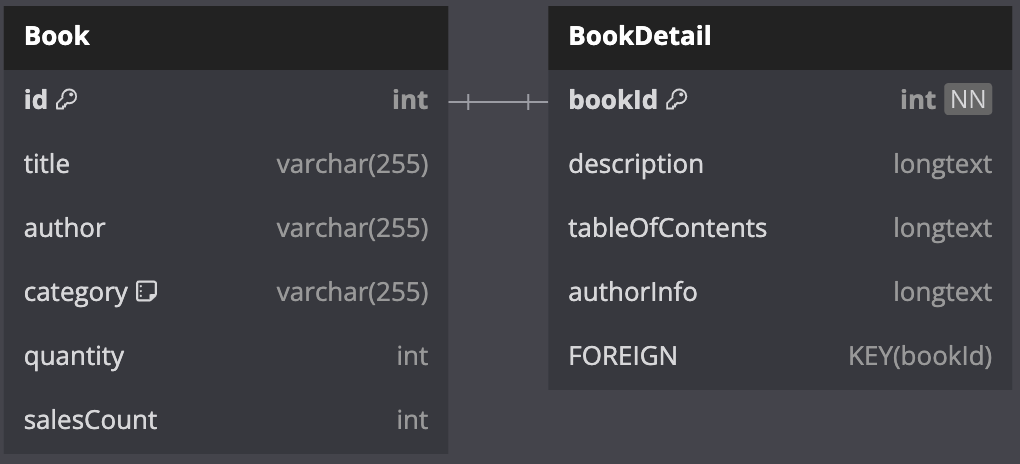 Book
id int
title varchar(255)
author varchar(255)
category varchar(255)
quantity int
salesCount int
BookDetail
bookId int NN
description longtext
tableOfContents longtext
authorInfo longtext
FOREIGN KEY(bookId)